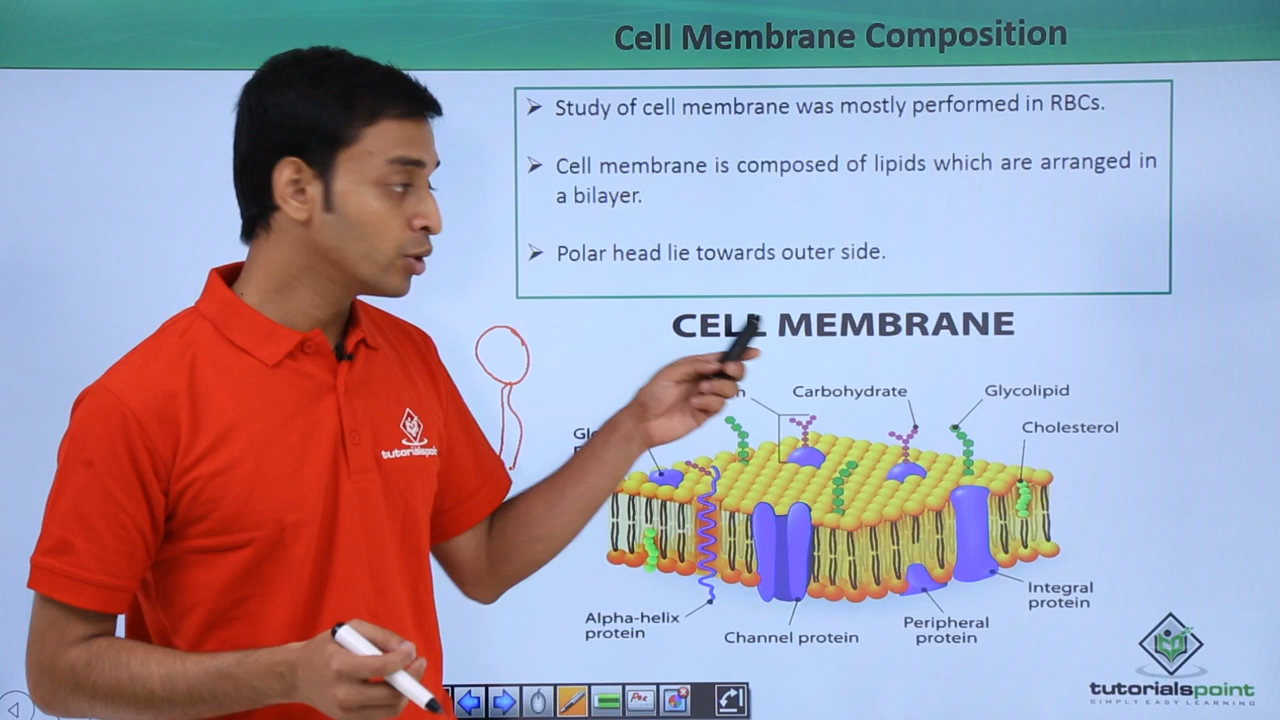 Cell Membrane Composition
Study of cell membrane was mostly performed in RBCs.
Cell membrane is composed of lipids which are arranged in
a bilayer.
Polar head lie towards outer side.
CELL MEMBRANE
Carbohydrate
Glycolipid
Cholesterol
Alpha-helix
protein
Channel protein
Peripheral
protein
Integral
protein
tutorialspoint
SIMPLY EASY LEARNING
tutorialspoint